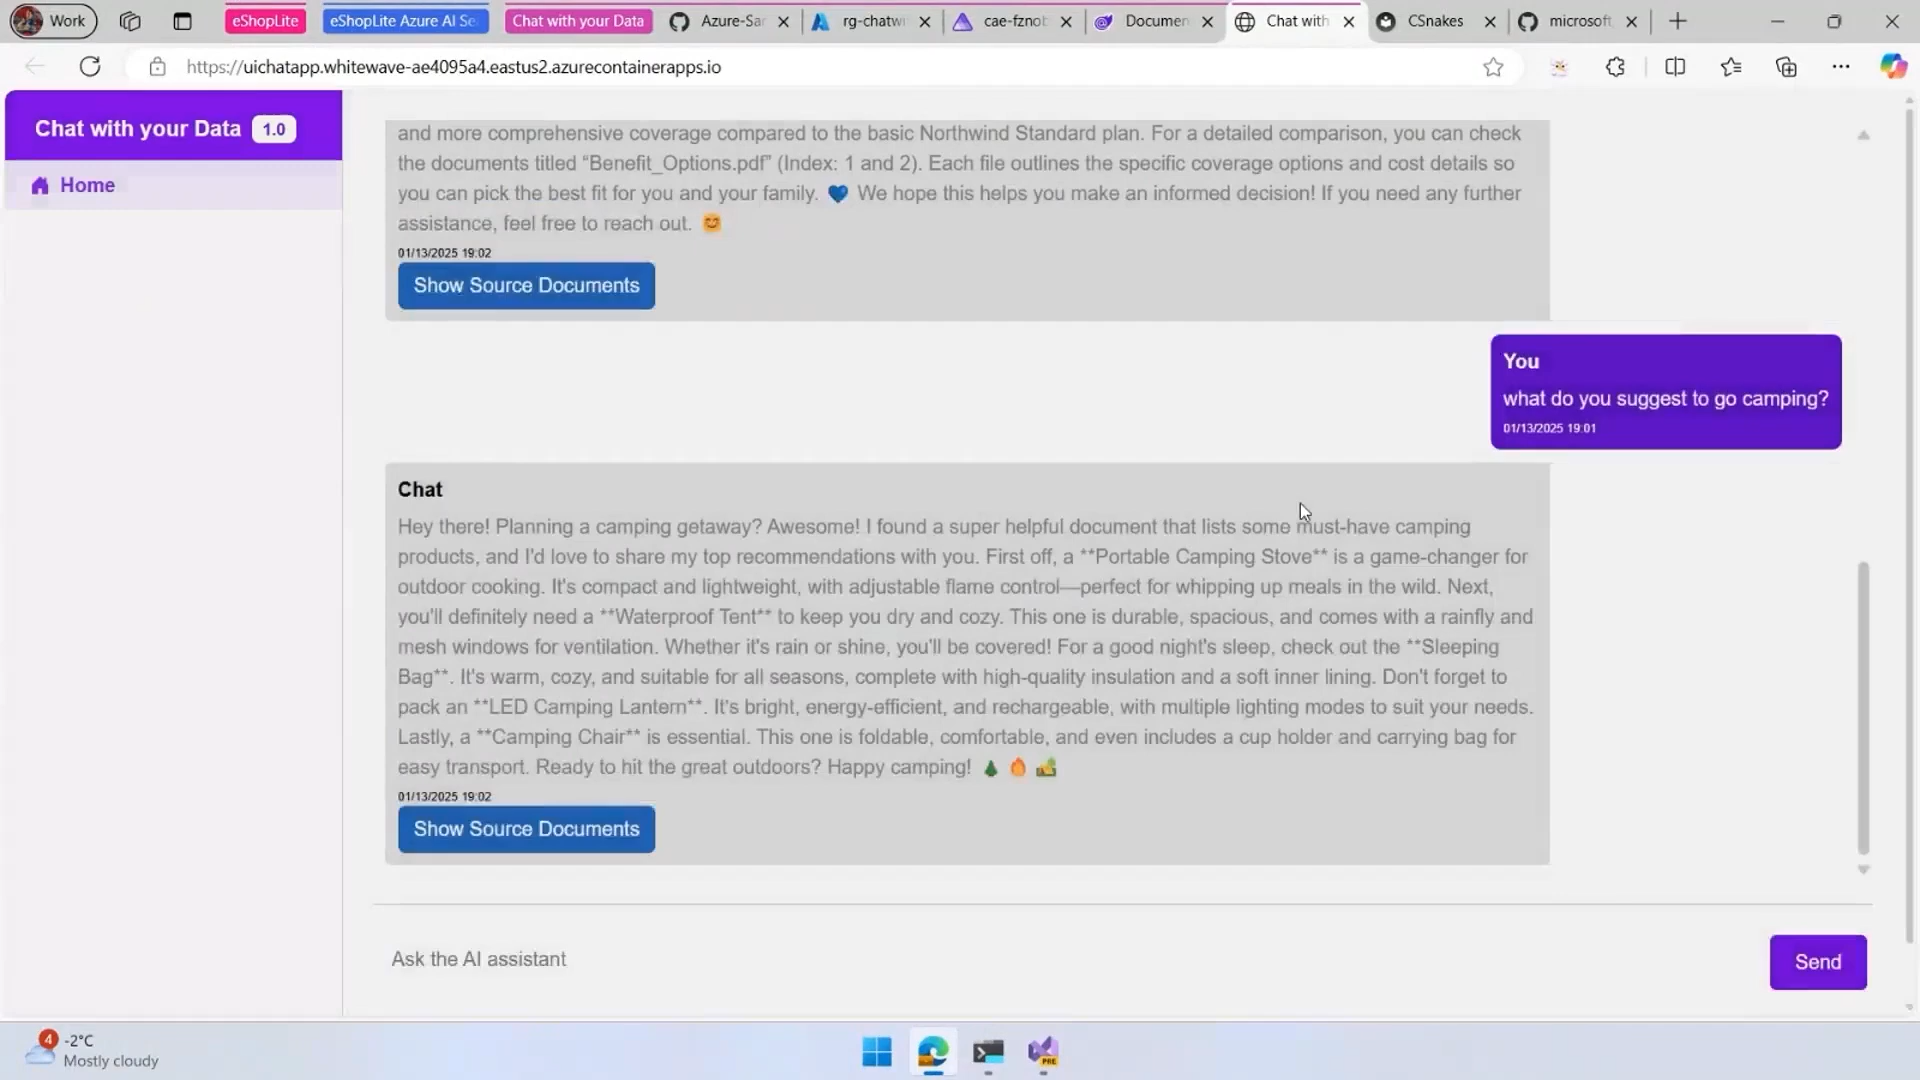 Work
eShopLite
eShopLite Azure AI Se
Chat with your Data
Azure-Sar
rg-chatw
cae-fznob
Documen
Chat with
CSnakes
microsoft
https://uichatapp.whitewave-ae4095a4.eastus2.azurecontainerapps.io
Chat with your Data 1.0
Home
and more comprehensive coverage compared to the basic Northwind Standard plan. For a detailed comparison, you can check
the documents titled “Benefit_Options.pdf” (Index: 1 and 2). Each file outlines the specific coverage options and cost details so
you can pick the best fit for you and your family. 💙 We hope this helps you make an informed decision! If you need any further
assistance, feel free to reach out. 😊
01/13/2025 19:02
Show Source Documents
You
what do you suggest to go camping?
01/13/2025 19:01
Chat
Hey there! Planning a camping getaway? Awesome! I found a super helpful document that lists some must-have camping
products, and I'd love to share my top recommendations with you. First off, a **Portable Camping Stove** is a game-changer for
outdoor cooking. It's compact and lightweight, with adjustable flame control—perfect for whipping up meals in the wild. Next,
you'll definitely need a **Waterproof Tent** to keep you dry and cozy. This one is durable, spacious, and comes with a rainfly and
mesh windows for ventilation. Whether it's rain or shine, you'll be covered! For a good night's sleep, check out the **Sleeping
Bag**. It's warm, cozy, and suitable for all seasons, complete with high-quality insulation and a soft inner lining. Don't forget to
pack an **LED Camping Lantern**. It's bright, energy-efficient, and rechargeable, with multiple lighting modes to suit your needs.
Lastly, a **Camping Chair** is essential. This one is foldable, comfortable, and even includes a cup holder and carrying bag for
easy transport. Ready to hit the great outdoors? Happy camping! 🌲 🔥 🏕️
01/13/2025 19:02
Show Source Documents
Ask the AI assistant
Send
4
-2°C
Mostly cloudy
PRE